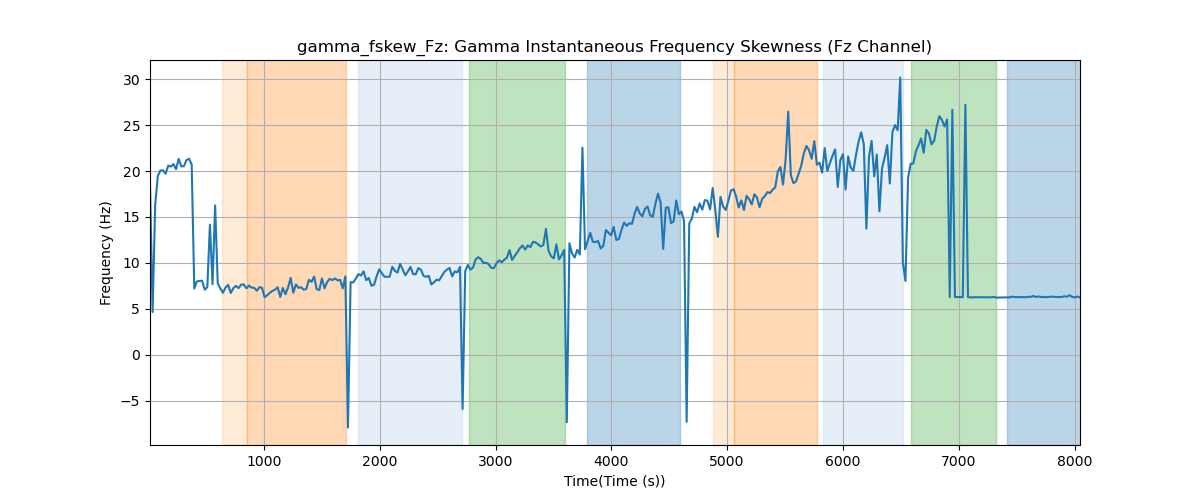 gamma_fskew_Fz: Gamma Instantaneous Frequency Skewness (Fz Channel)
Frequency (Hz)
30
25
20
15
10
5
0
−5
1000 2000 3000 4000 5000 6000 7000 8000
Time(Time (s))